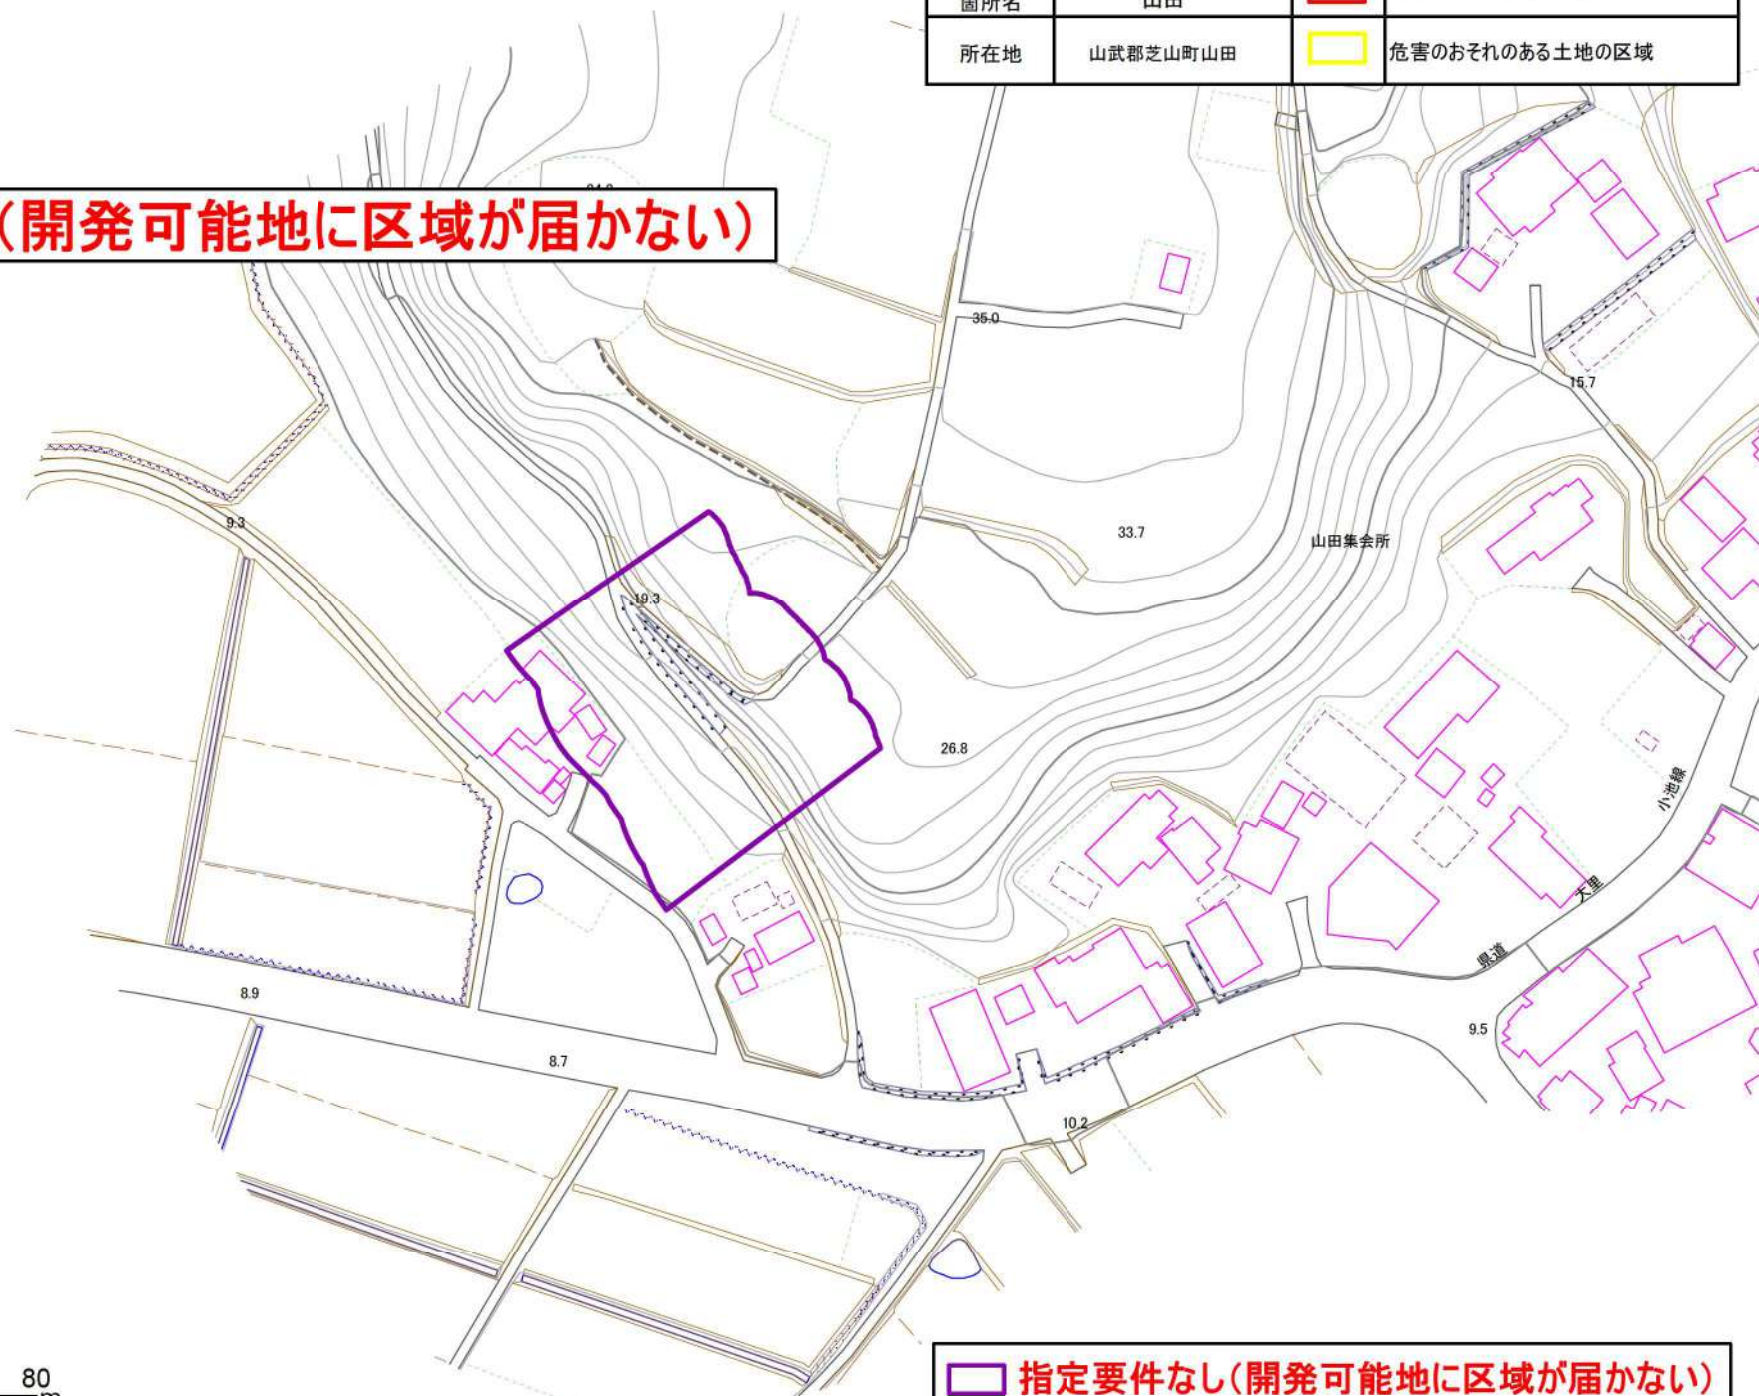 箇所名 山田
所在地 山武郡芝山町山田 危害のおそれのある土地の区域
(開発可能地に区域が届かない)
35.0
15.7
9.3
33.7
山田集会所
19.3
26.8
小池線
大里
県道
8.9
9.5
8.7
10.2
80
m
指定要件なし(開発可能地に区域が届かない)